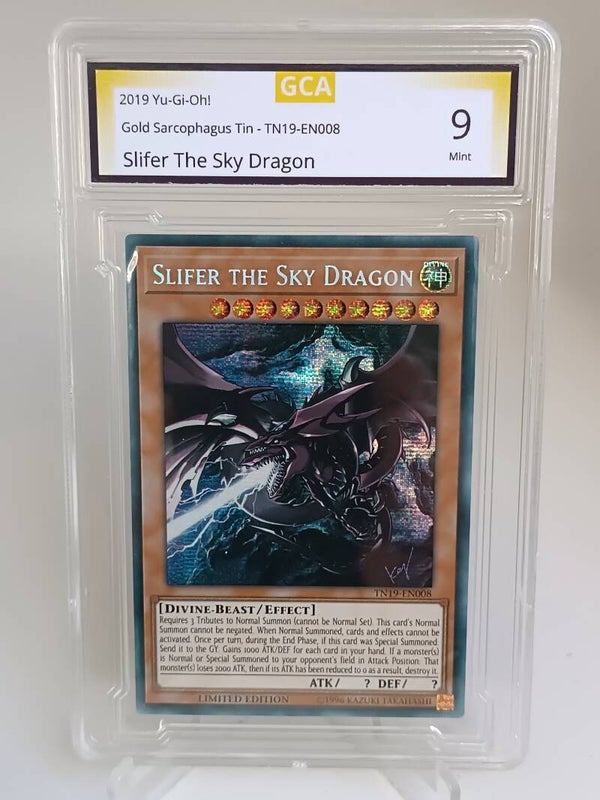 GCA
2019 Yu-Gi-Oh!
Gold Sarcophagus Tin - TN19-EN008
Slifer The Sky Dragon
9
Mint
SLIFER THE SKY DRAGON
DIVINE
神
Key
TN19-EN008
[DIVINE-BEAST/EFFECT]
Requires 3 Tributes to Normal Summon (cannot be Normal Set). This card's Normal
Summon cannot be negated. When Normal Summoned, cards and effects cannot be
activated. Once per turn, during the End Phase, if this card was Special Summoned:
Send it to the GY. Gains 1000 ATK/DEF for each card in your hand. If a monster(s)
is Normal or Special Summoned to your opponent's field in Attack Position: That
monster(s) loses 2000 ATK, then if its ATK has been reduced to 0 as a result, destroy it.
ATK/ ? DEF/ ?
LIMITED EDITION
©1996 KAZUKI TAKAHASHI